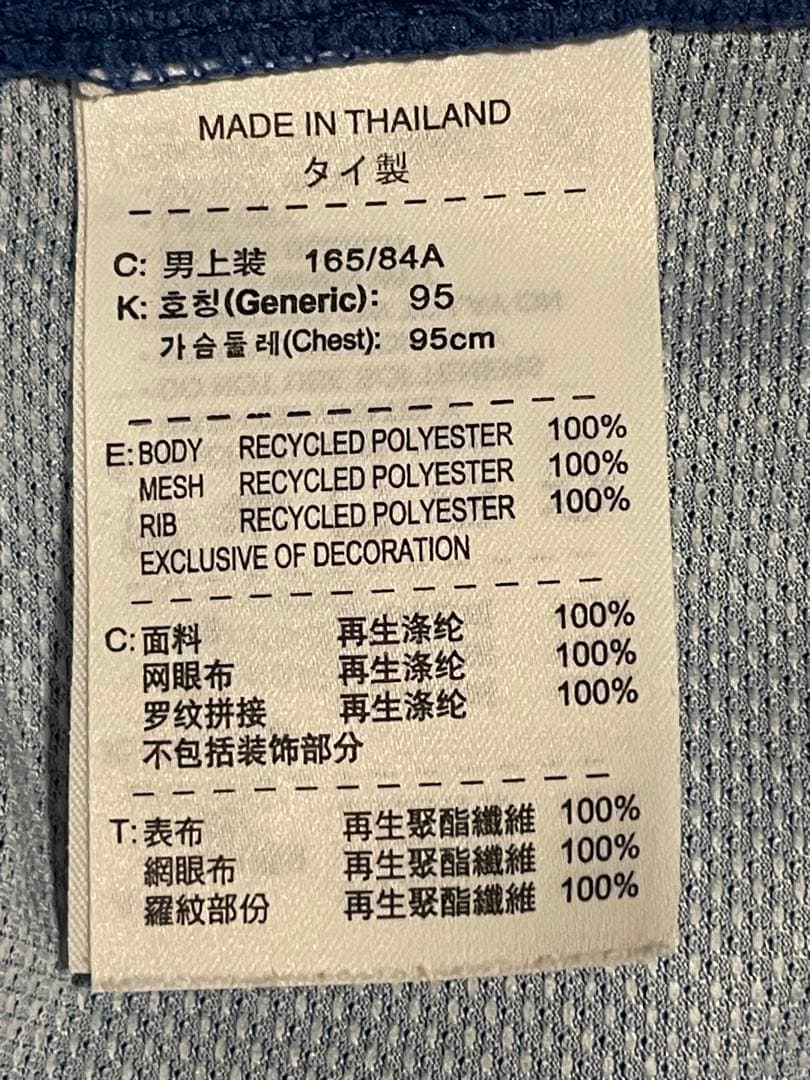 MADE IN THAILAND
タイ製
C: 男上装 165/84A
K: 호칭(Generic): 95
가슴둘레(Chest): 95cm
E: BODY RECYCLED POLYESTER 100%
MESH RECYCLED POLYESTER 100%
RIB RECYCLED POLYESTER 100%
EXCLUSIVE OF DECORATION
C: 面料 再生涤纶 100%
网眼布 再生涤纶 100%
罗纹拼接 再生涤纶 100%
不包括装饰部分
T: 表布 再生聚酯纖維 100%
網眼布 再生聚酯纖維 100%
羅紋部份 再生聚酯纖維 100%